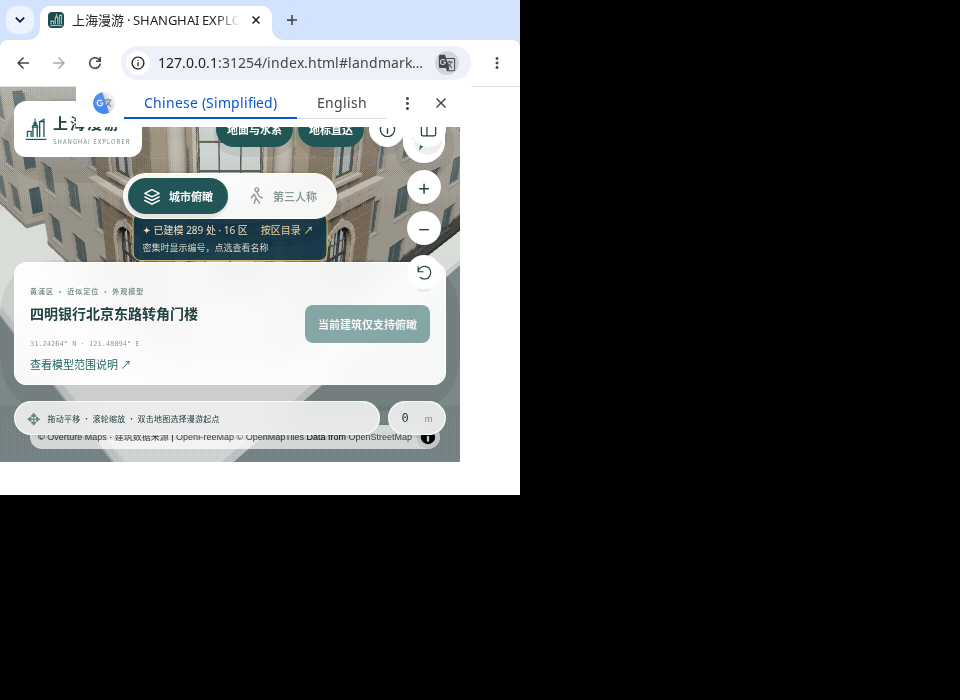 上海漫游 · SHANGHAI EXPLO
127.0.0.1:31254/index.html#landmark...
Chinese (Simplified)
English
上海漫游
SHANGHAI EXPLORER
地面与水系
地标直达
城市俯瞰
第三人称
✦ 已建模 289 处 · 16 区 按区目录 ↗
密集时显示编号，点选查看名称
黄浦区 · 近似定位 · 外观模型
四明银行北京东路转角门楼
当前建筑仅支持俯瞰
31.24264° N · 121.48094° E
查看模型范围说明 ↗
拖动平移 · 滚轮缩放 · 双击地图选择漫游起点
0 m
© Overture Maps · 建筑数据来源 | OpenFreeMap © OpenMapTiles Data from OpenStreetMap